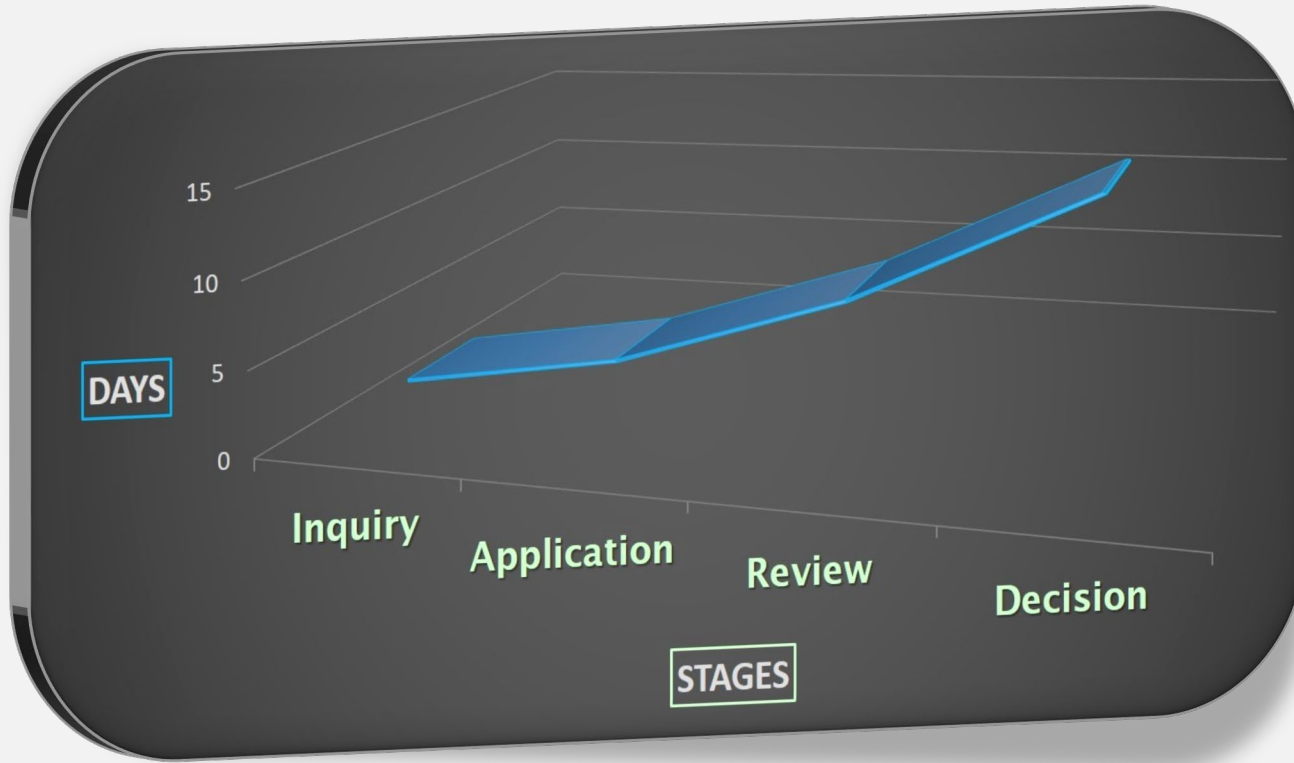 15
10
5
0
DAYS
Inquiry
Application
Review
Decision
STAGES